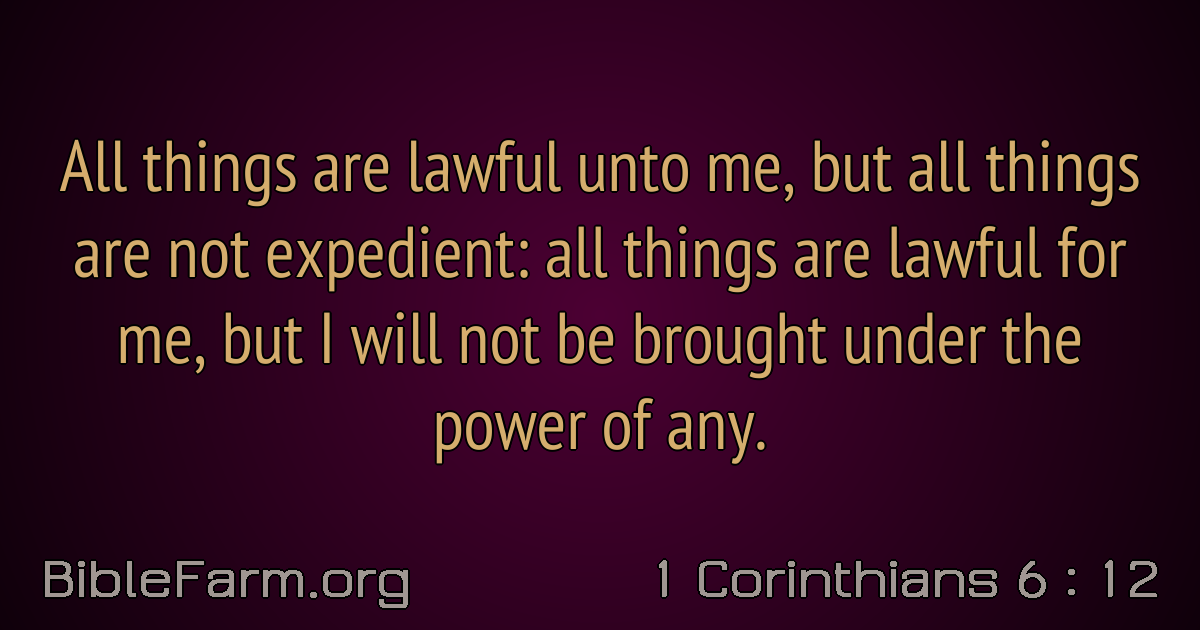 All things are lawful unto me, but all things
are not expedient: all things are lawful for
me, but I will not be brought under the
power of any.
BibleFarm.org
1 Corinthians 6 : 12